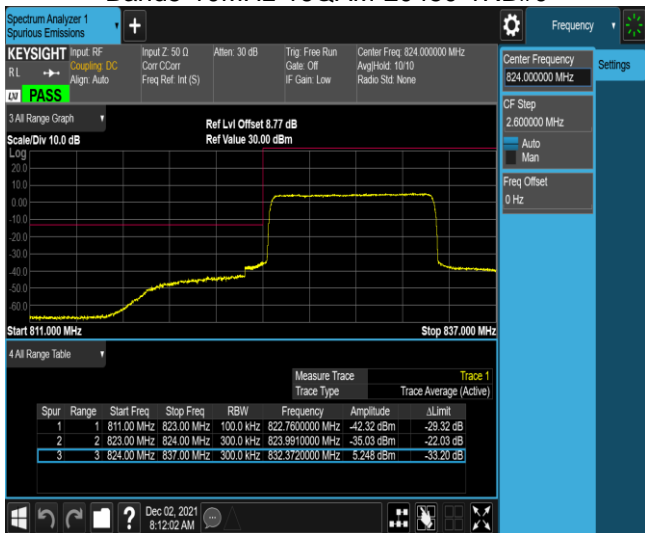 Spectrum Analyzer 1
Spurious Emissions
Frequency
KEYSIGHT Input: RF Input Z: 50 Ω Atten: 30 dB Trig: Free Run Center Freq: 824.000000 MHz
RL Coupling: DC Corr CCorr Gate: Off Avg|Hold: 10/10
Align: Auto Freq Ref: Int (S) IF Gain: Low Radio Std: None
LXI PASS
Center Frequency
824.000000 MHz
Settings
CF Step
2.600000 MHz
Auto
Man
Freq Offset
0 Hz
3 All Range Graph
Ref Lvl Offset 8.77 dB
Scale/Div 10.0 dB Ref Value 30.00 dBm
Log
20.0
10.0
0.00
-10.0
-20.0
-30.0
-40.0
-50.0
-60.0
Start 811.000 MHz Stop 837.000 MHz
4 All Range Table
Measure Trace Trace 1
Trace Type Trace Average (Active)
Spur Range Start Freq Stop Freq RBW Frequency Amplitude ΔLimit
1 1 811.00 MHz 823.00 MHz 100.0 kHz 822.7600000 MHz -42.32 dBm -29.32 dB
2 2 823.00 MHz 824.00 MHz 300.0 kHz 823.9910000 MHz -35.03 dBm -22.03 dB
3 3 824.00 MHz 837.00 MHz 300.0 kHz 832.3720000 MHz 5.248 dBm -33.20 dB
Dec 02, 2021
8:12:02 AM